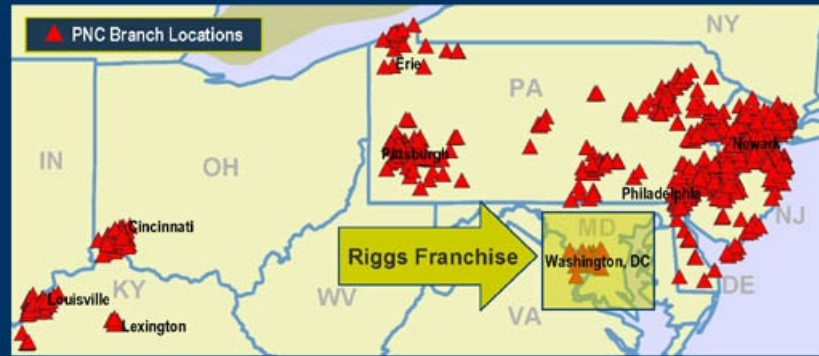 PNC Branch Locations
NY
Erie
PA
IN
OH
Pittsburgh
Newark
Philadelphia
NJ
Cincinnati
MD
Riggs Franchise
Washington, DC
DE
Louisville
KY
WV
VA
Lexington